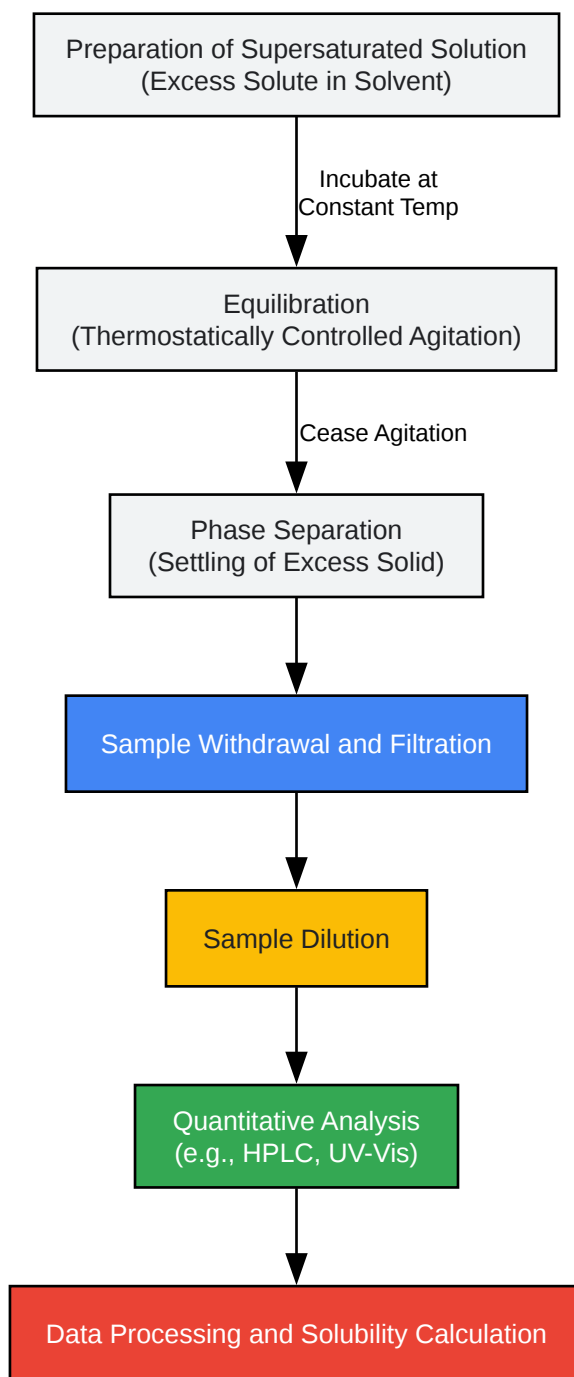 Preparation of Supersaturated Solution
(Excess Solute in Solvent)
Incubate at
Constant Temp
Equilibration
(Thermostatically Controlled Agitation)
Cease Agitation
Phase Separation
(Settling of Excess Solid)
Sample Withdrawal and Filtration
Sample Dilution
Quantitative Analysis
(e.g., HPLC, UV-Vis)
Data Processing and Solubility Calculation